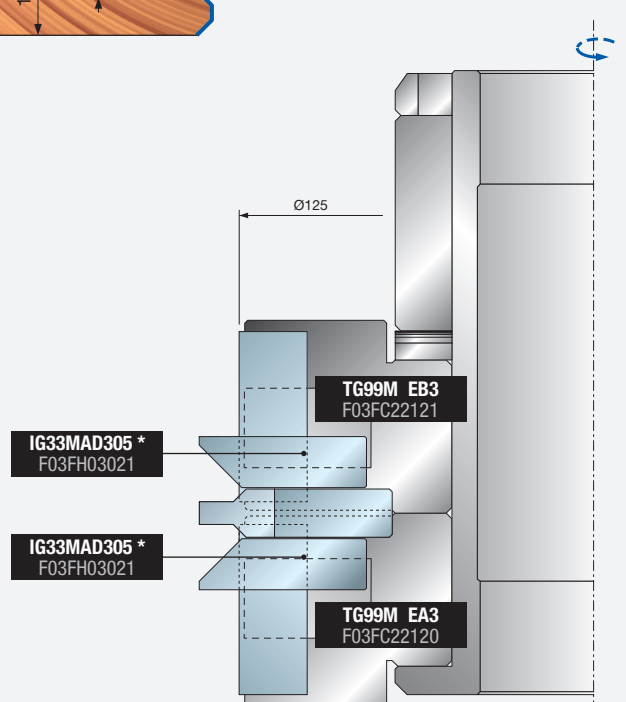 Ø125
TG99M EB3
F03FC22121
IG33MAD305 *
F03FH03021
IG33MAD305 *
F03FH03021
TG99M EA3
F03FC22120